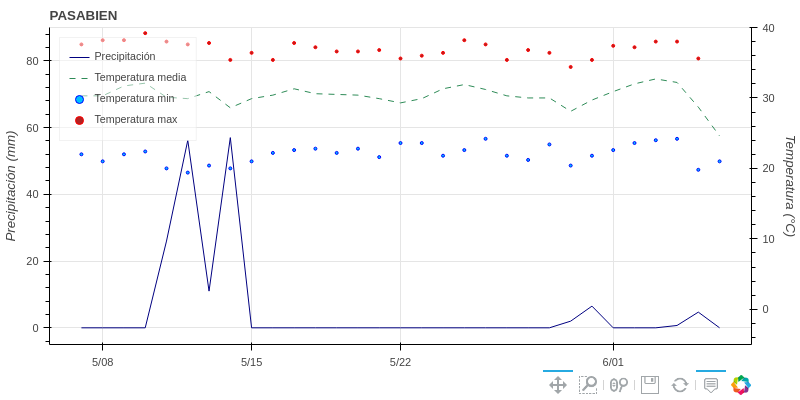 PASABIEN
Precipitación
Temperatura media
Temperatura min
Temperatura max
Precipitación (mm)
Temperatura (°C)
80
60
40
20
0
40
30
20
10
0
5/08
5/15
5/22
6/01